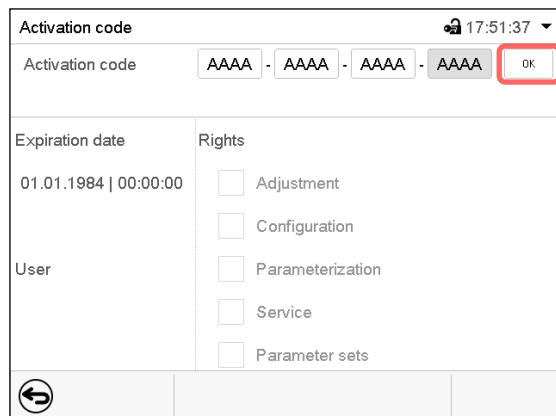 Activation code 17:51:37
Activation code AAAA - AAAA - AAAA - AAAA OK
Expiration date Rights
01.01.1984 | 00:00:00 Adjustment
Configuration
User Parameterization
Service
Parameter sets